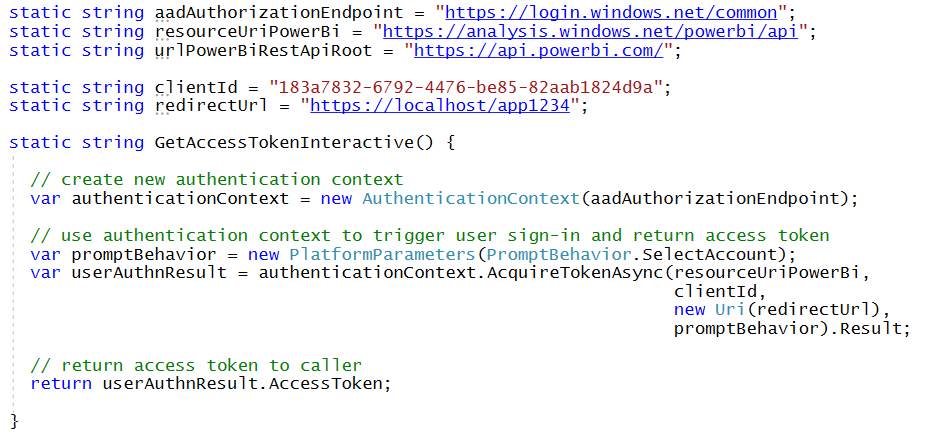 static string aadAuthorizationEndpoint = "https://login.windows.net/common";
static string resourceUriPowerBi = "https://analysis.windows.net/powerbi/api";
static string urlPowerBiRestApiRoot = "https://api.powerbi.com/";
static string clientId = "183a7832-6792-4476-be85-82aab1824d9a";
static string redirectUrl = "https://localhost/app1234";
static string GetAccessTokenInteractive() {
// create new authentication context
var authenticationContext = new AuthenticationContext(aadAuthorizationEndpoint);
// use authentication context to trigger user sign-in and return access token
var promptBehavior = new PlatformParameters(PromptBehavior.SelectAccount);
var userAuthnResult = authenticationContext.AcquireTokenAsync(resourceUriPowerBi,
clientId,
new Uri(redirectUrl),
promptBehavior).Result;
// return access token to caller
return userAuthnResult.AccessToken;
}